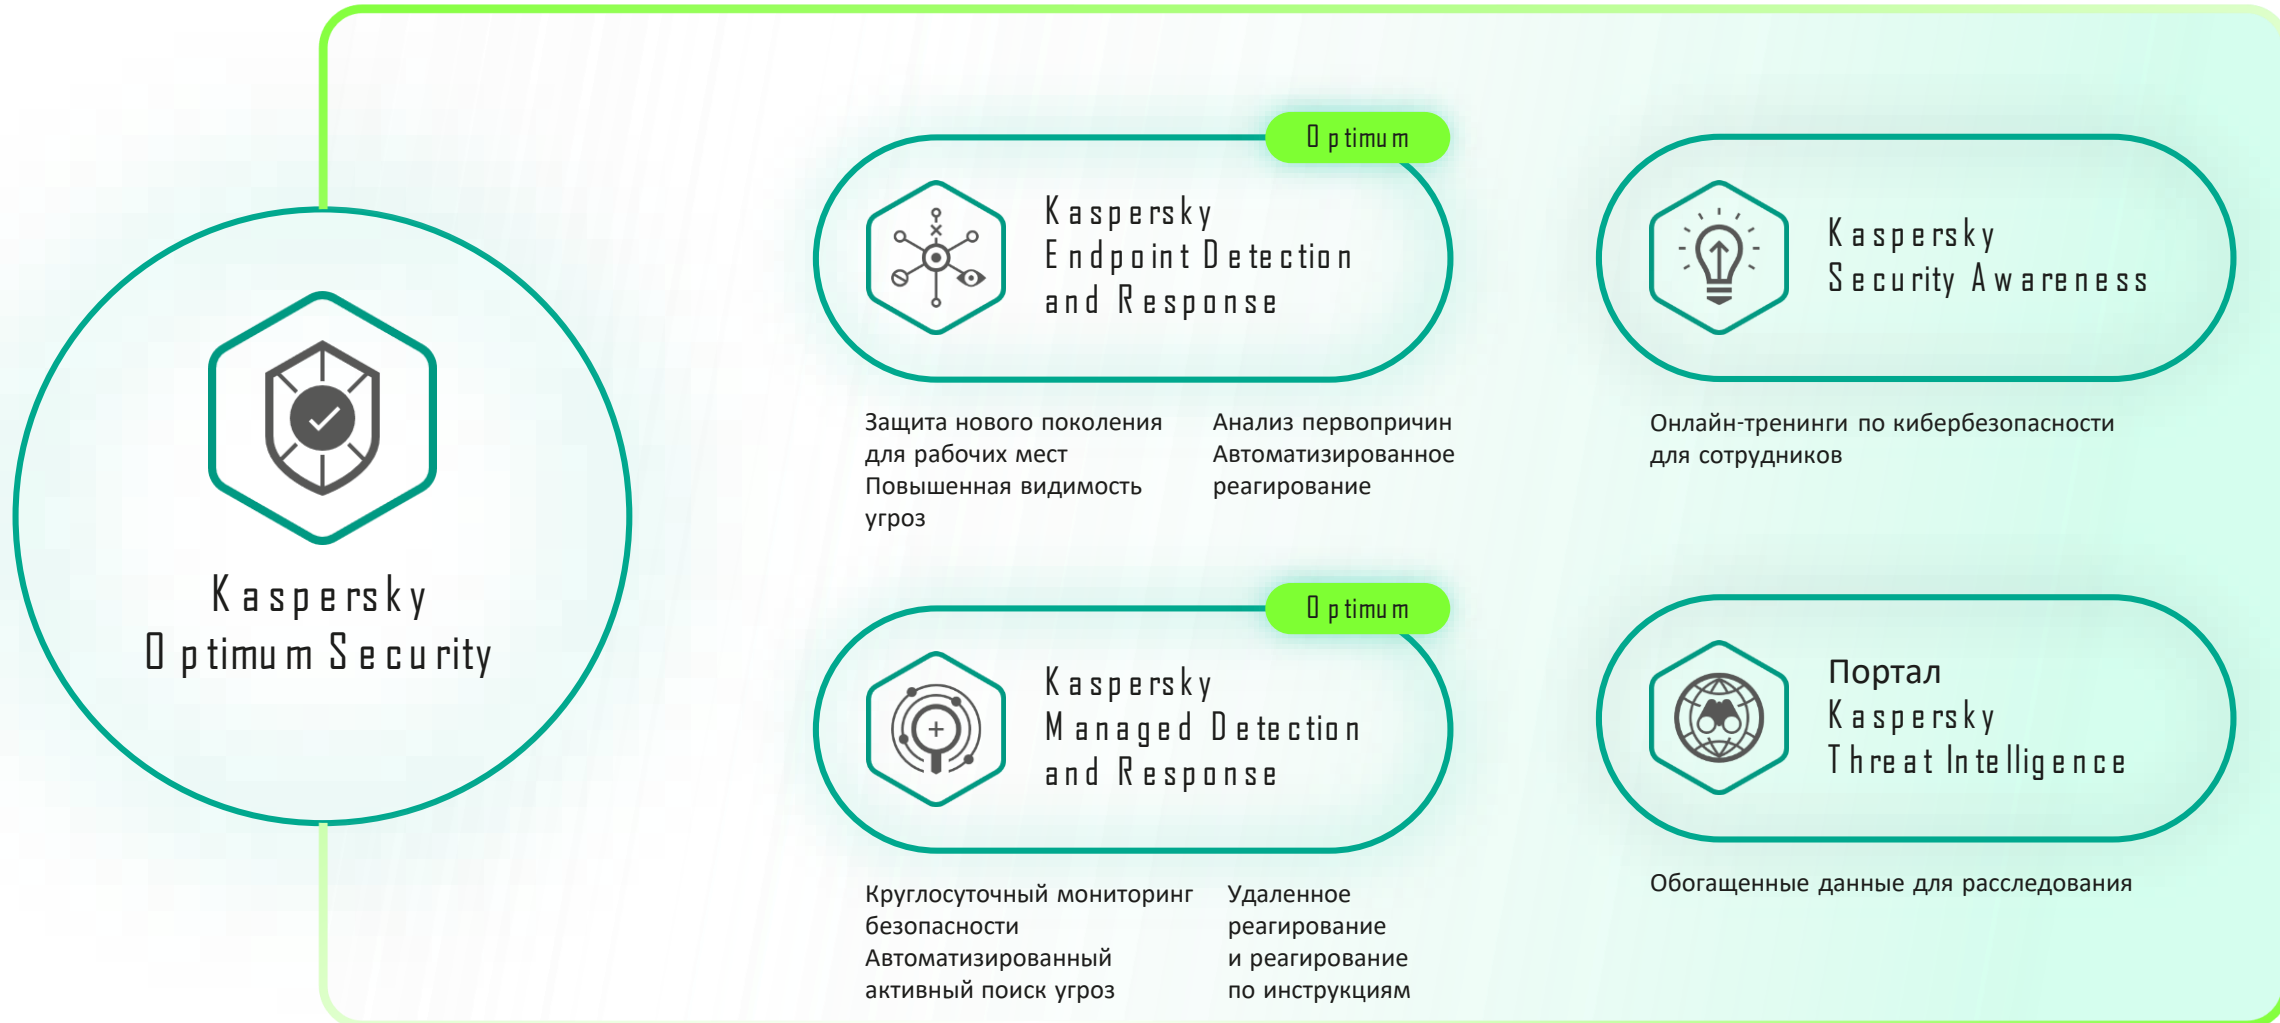 Kaspersky
Optimum Security
Optimum
Kaspersky
Endpoint Detection
and Response
Защита нового поколения
для рабочих мест
Повышенная видимость
угроз
Анализ первопричин
Автоматизированное
реагирование
Kaspersky
Security Awareness
Онлайн-тренинги по кибербезопасности
для сотрудников
Optimum
Kaspersky
Managed Detection
and Response
Круглосуточный мониторинг
безопасности
Автоматизированный
активный поиск угроз
Удаленное
реагирование
и реагирование
по инструкциям
Портал
Kaspersky
Threat Intelligence
Обогащенные данные для расследования